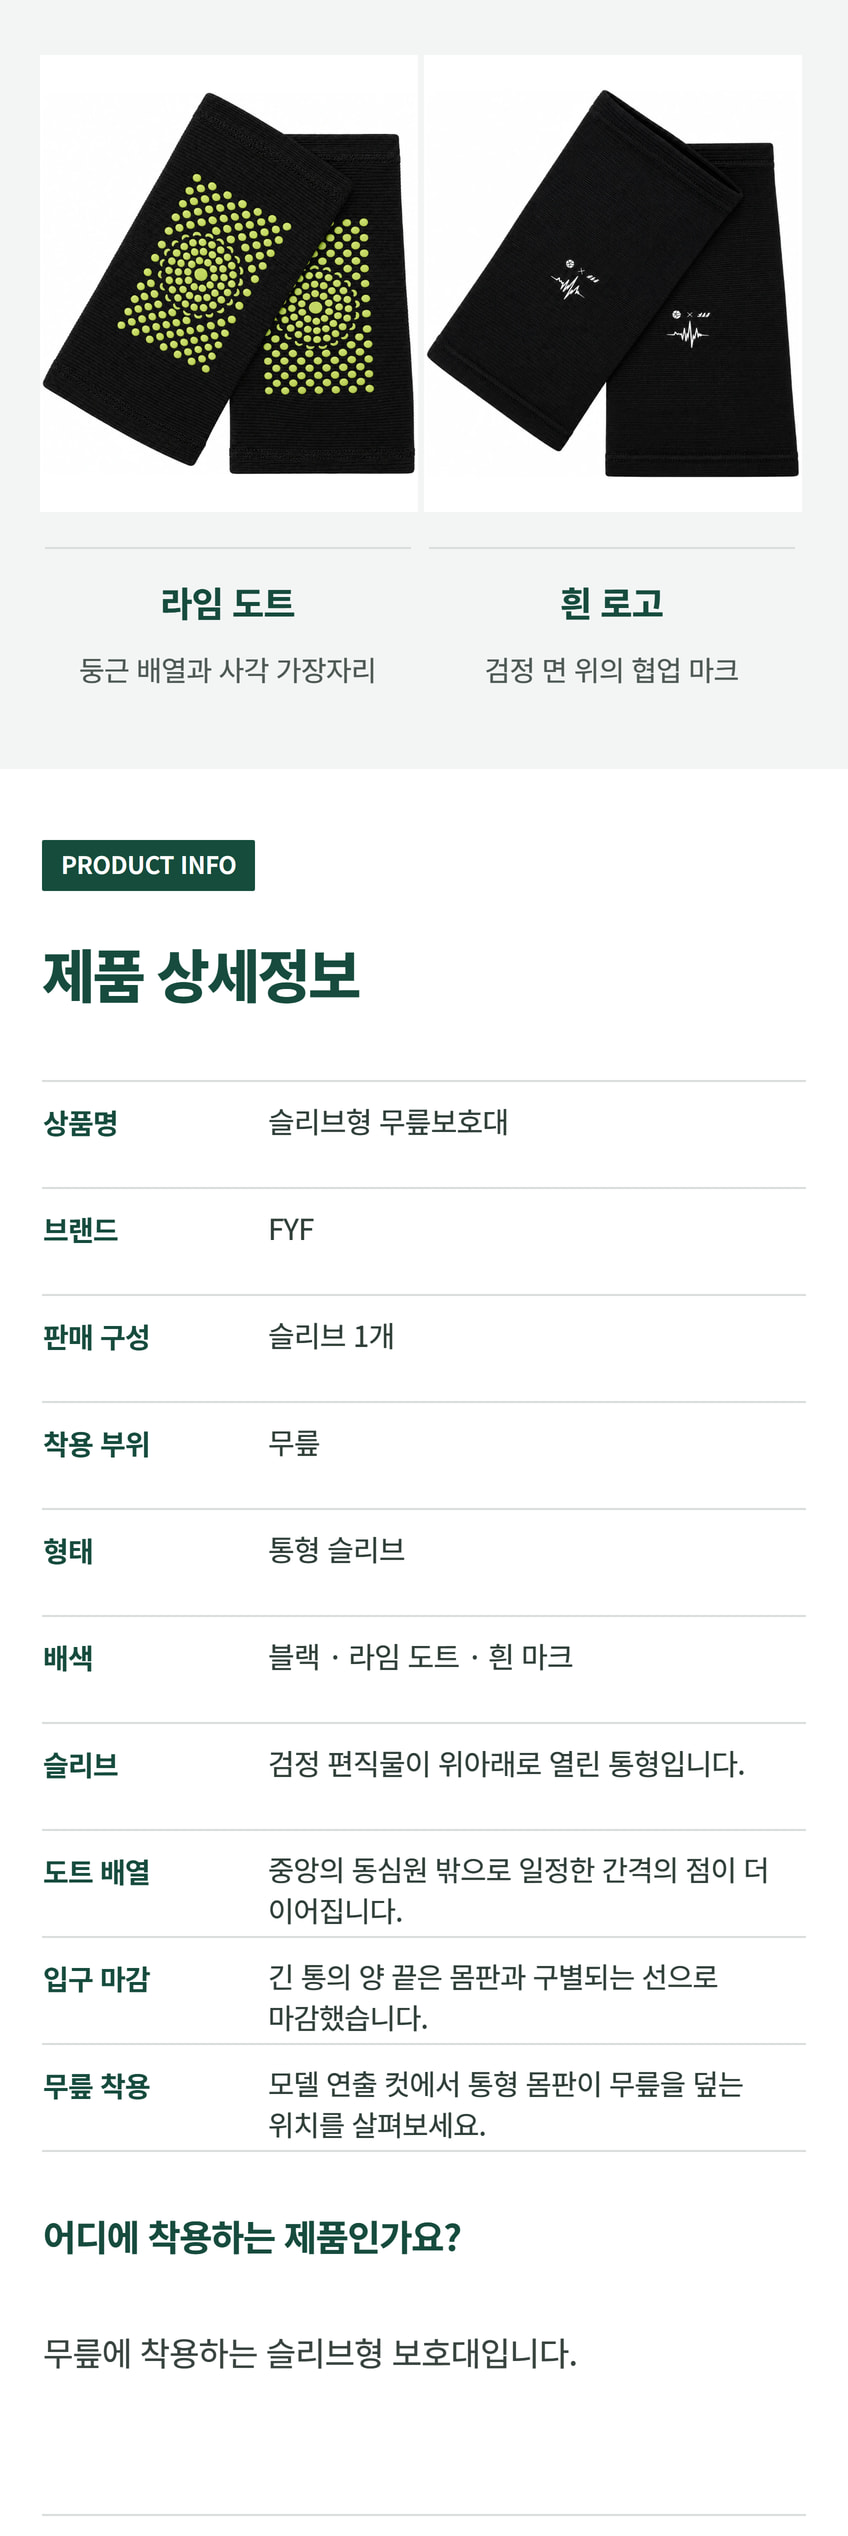 라임 도트
흰 로고
둥근 배열과 사각 가장자리
검정 면 위의 협업 마크
PRODUCT INFO
제품 상세정보
상품명
슬리브형 무릎보호대
브랜드
FYF
판매 구성
슬리브 1개
착용 부위
무릎
형태
통형 슬리브
배색
블랙 · 라임 도트 · 흰 마크
슬리브
검정 편직물이 위아래로 열린 통형입니다.
도트 배열
중앙의 동심원 밖으로 일정한 간격의 점이 더
이어집니다.
입구 마감
긴 통의 양 끝은 몸판과 구별되는 선으로
마감했습니다.
무릎 착용
모델 연출 컷에서 통형 몸판이 무릎을 덮는
위치를 살펴보세요.
어디에 착용하는 제품인가요?
무릎에 착용하는 슬리브형 보호대입니다.